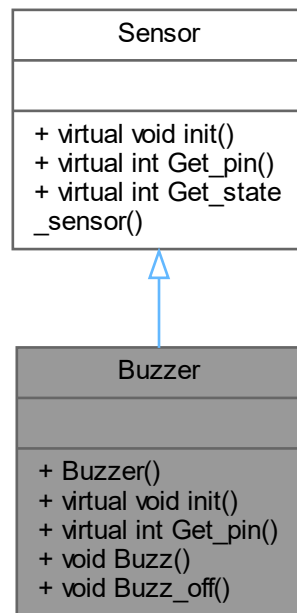 Sensor
+ virtual void init()
+ virtual int Get_pin()
+ virtual int Get_state
_sensor()
Buzzer
+ Buzzer()
+ virtual void init()
+ virtual int Get_pin()
+ void Buzz()
+ void Buzz_off()